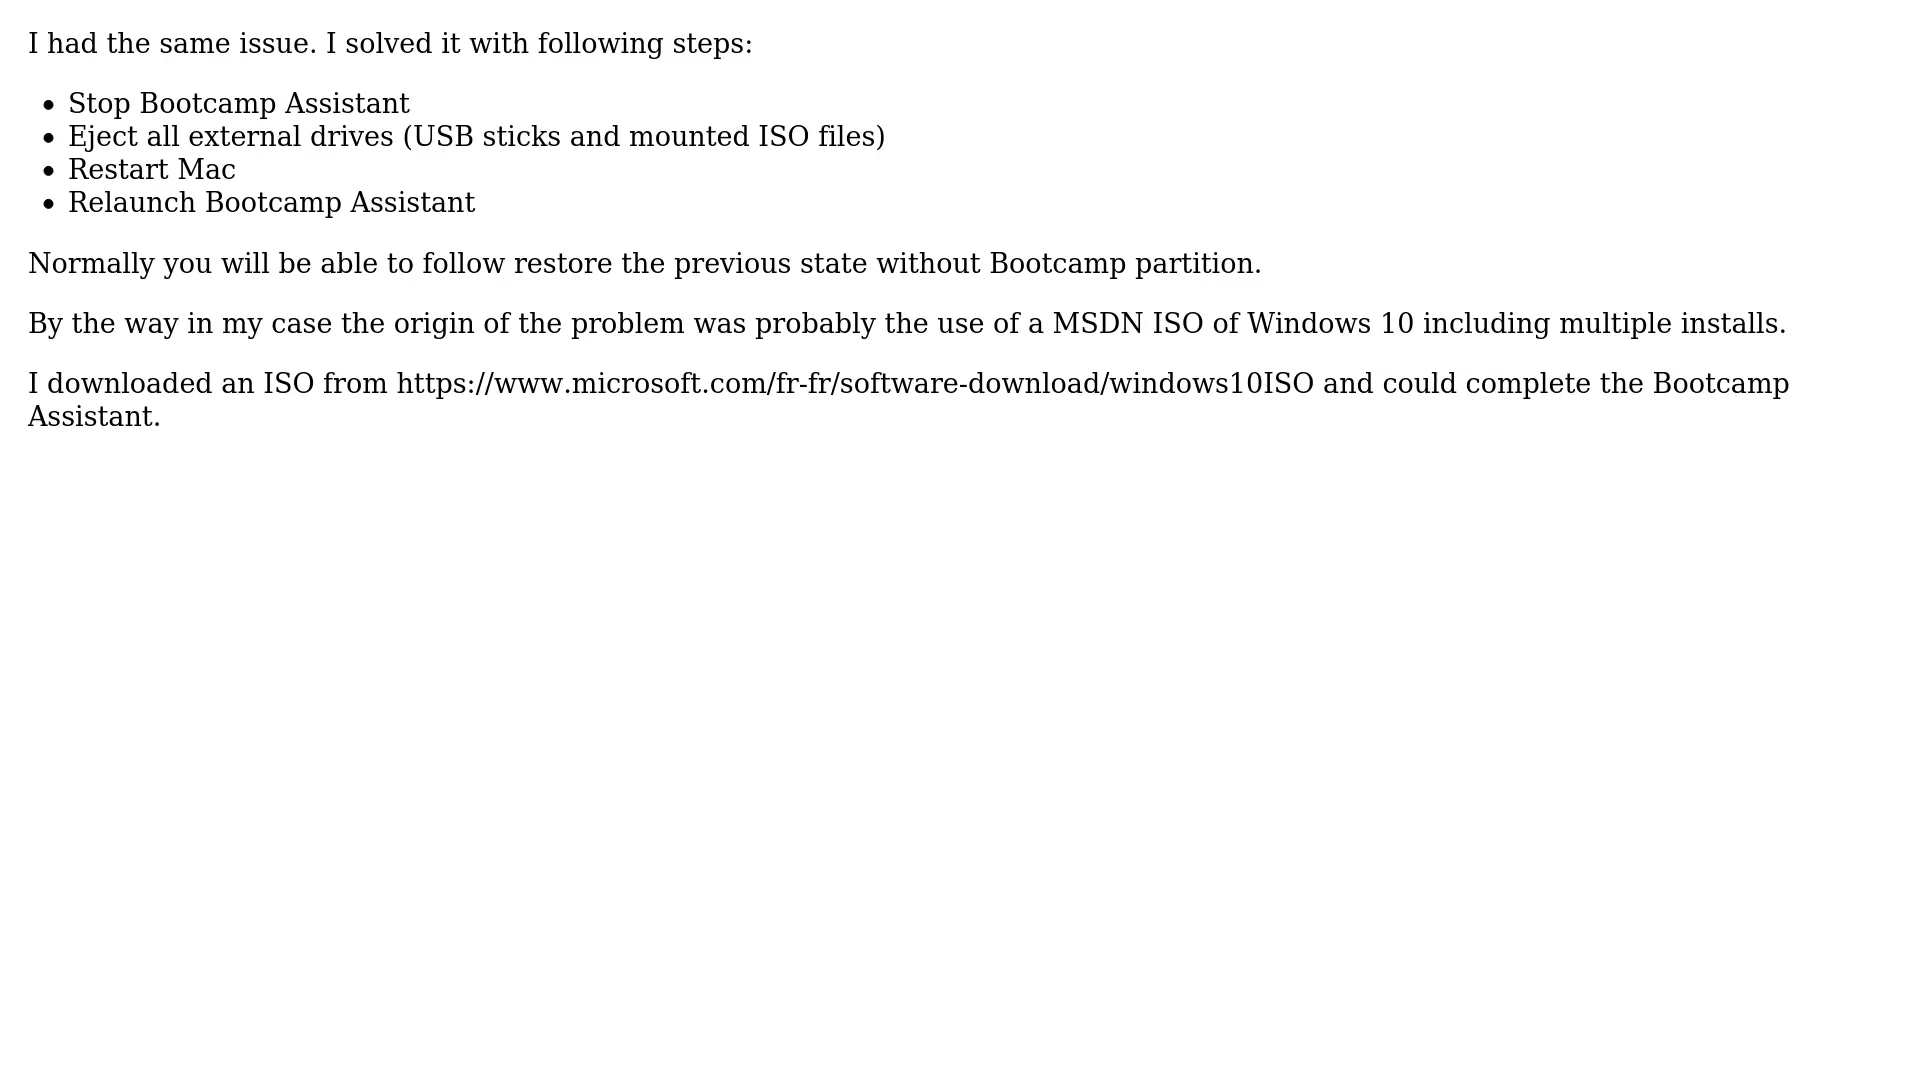 I had the same issue. I solved it with following steps:
• Stop Bootcamp Assistant
• Eject all external drives (USB sticks and mounted ISO files)
• Restart Mac
• Relaunch Bootcamp Assistant
Normally you will be able to follow restore the previous state without Bootcamp partition.
By the way in my case the origin of the problem was probably the use of a MSDN ISO of Windows 10 including multiple installs.
I downloaded an ISO from https://www.microsoft.com/fr-fr/software-download/windows10ISO and could complete the Bootcamp
Assistant.